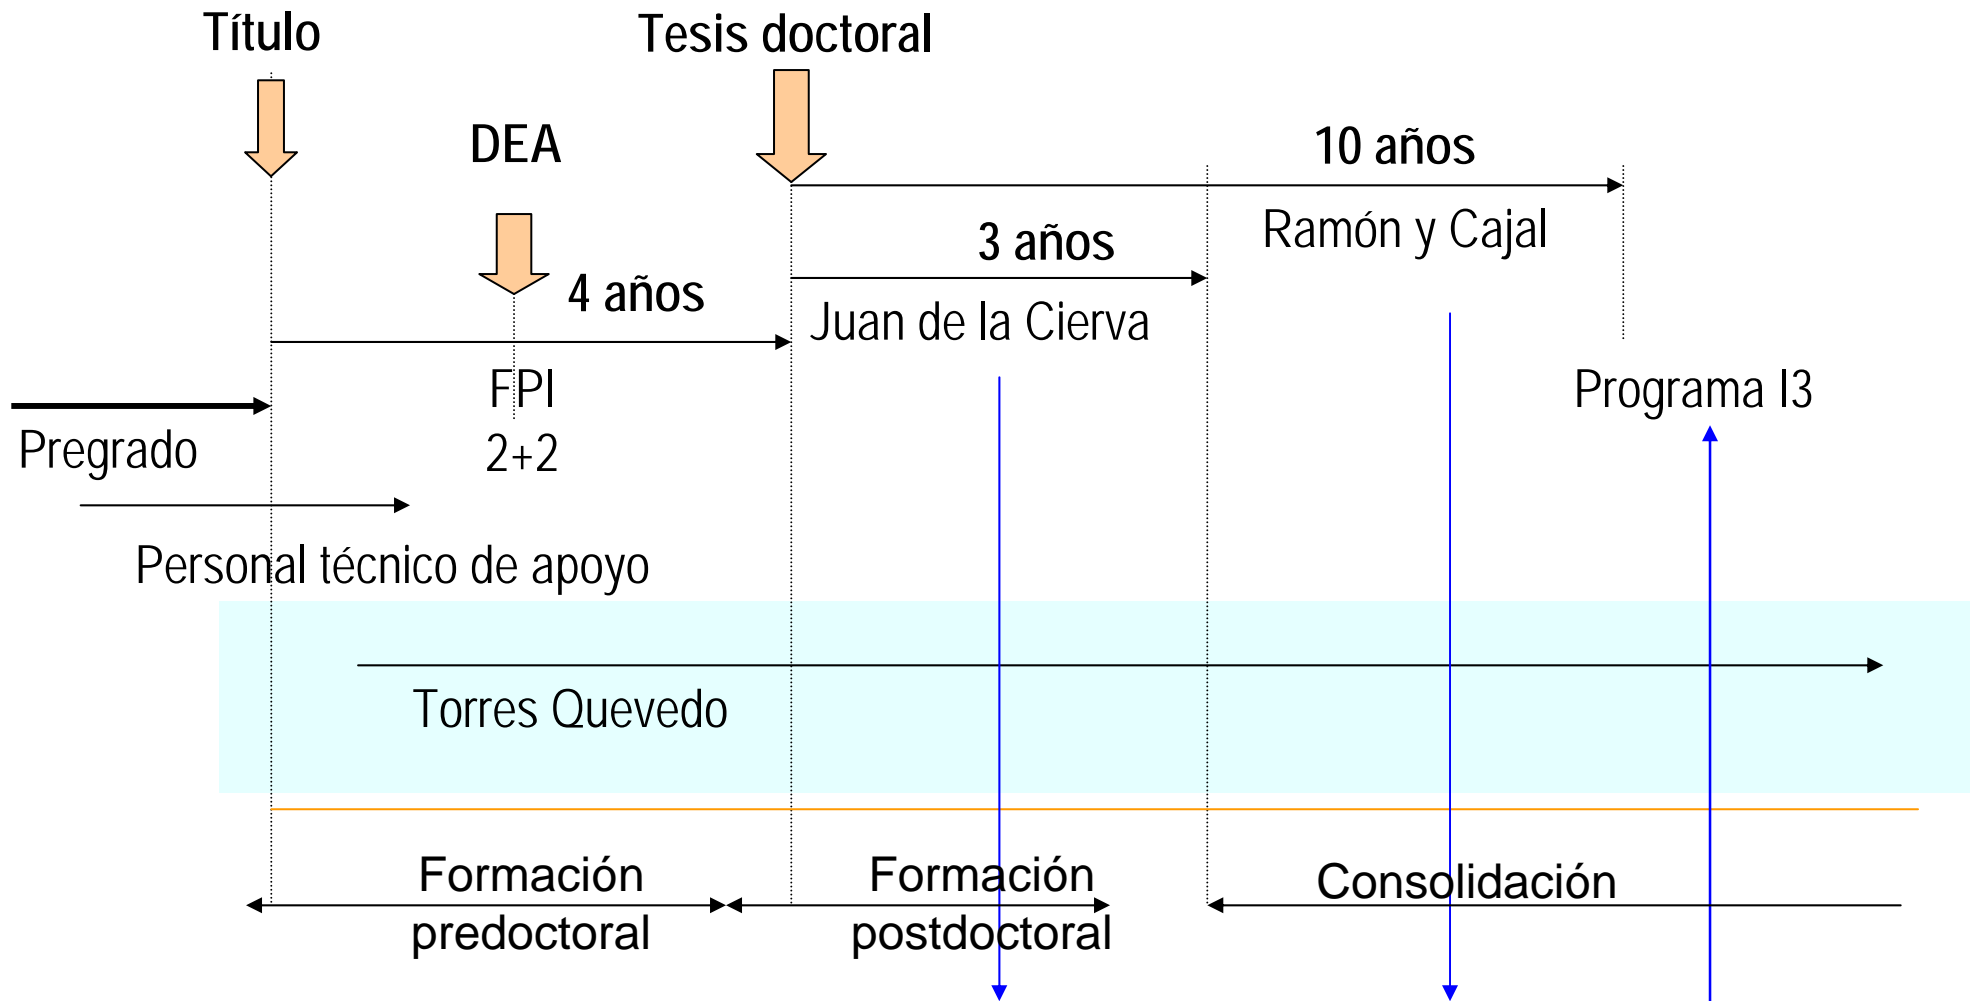 Título
Tesis doctoral
DEA
10 años
Ramón y Cajal
3 años
4 años
Juan de la Cierva
FPI
2+2
Programa I3
Pregrado
Personal técnico de apoyo
Torres Quevedo
Formación
predoctoral
Formación
postdoctoral
Consolidación